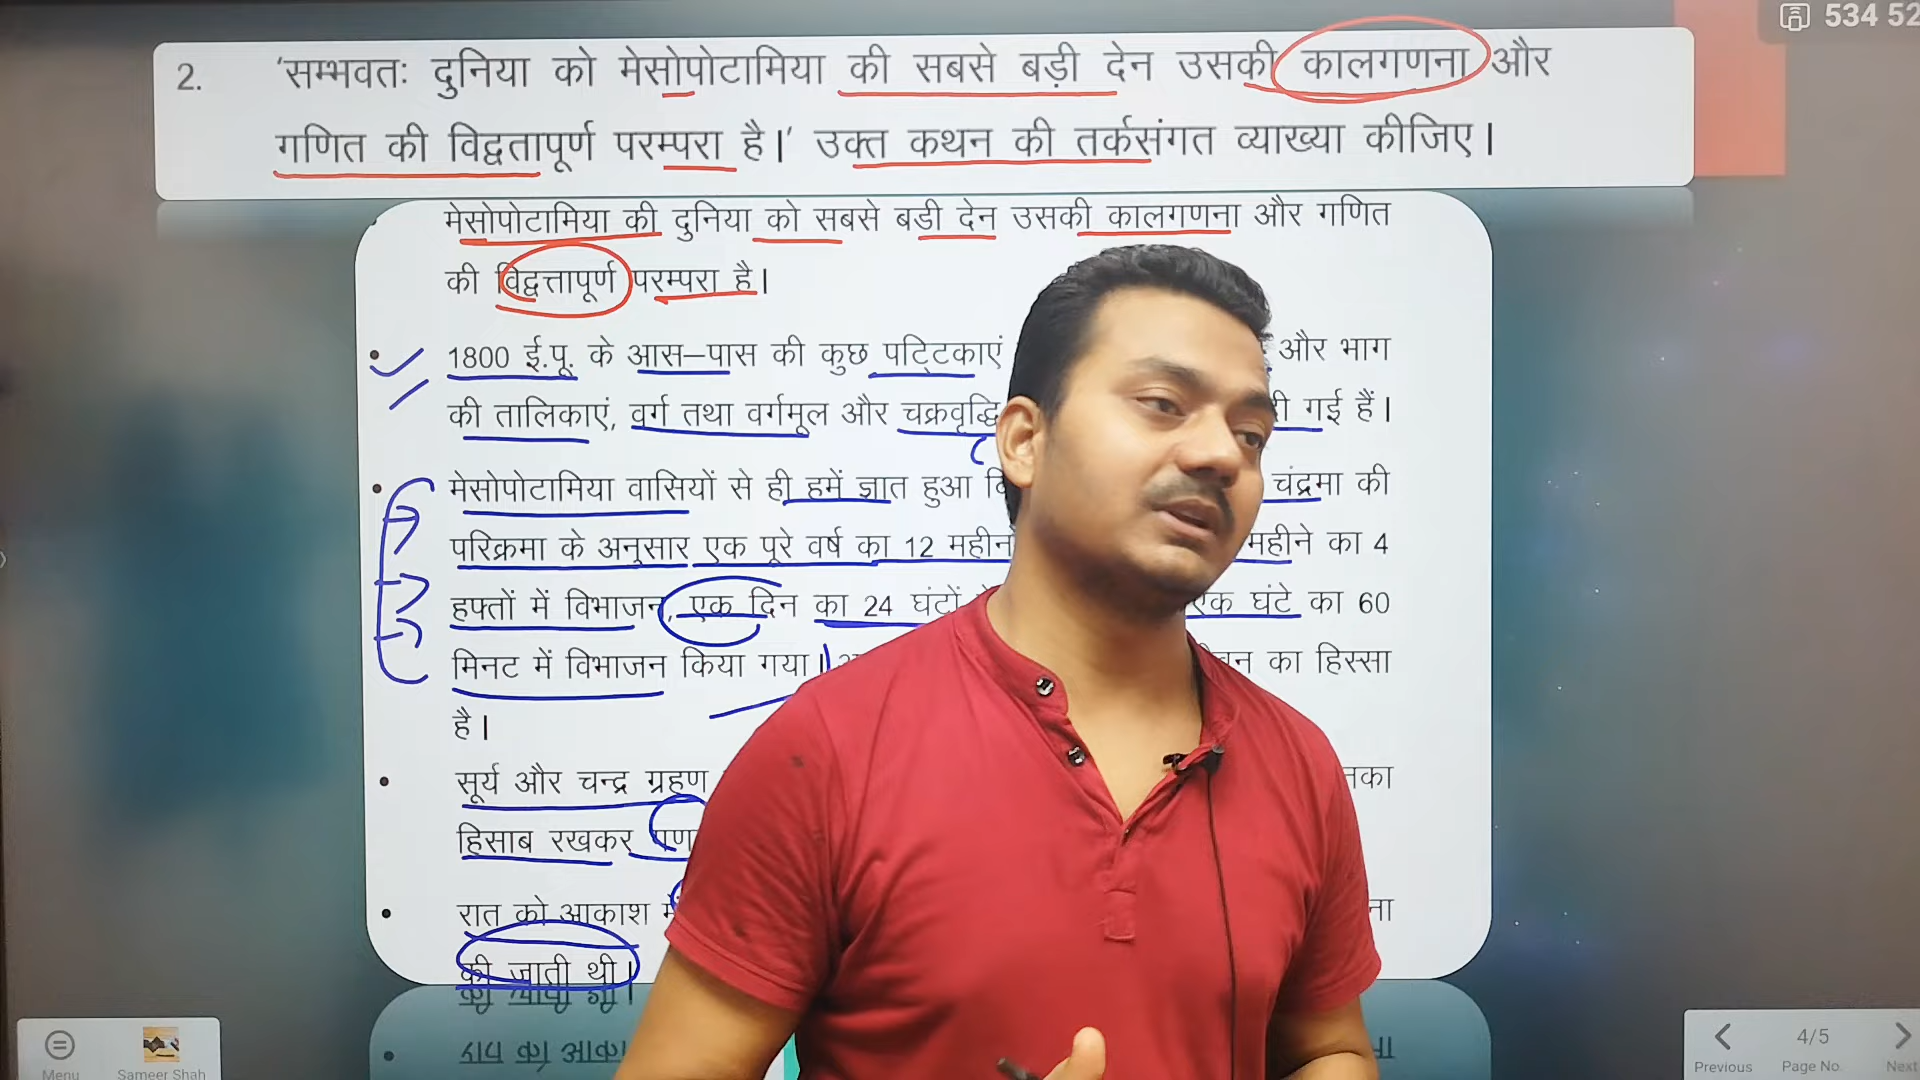 534 52
2. 'सम्भवतः दुनिया को मेसोपोटामिया की सबसे बड़ी देन उसकी कालगणना और
गणित की विद्वतापूर्ण परम्परा है।' उक्त कथन की तर्कसंगत व्याख्या कीजिए।
मेसोपोटामिया की दुनिया को सबसे बडी देन उसकी कालगणना और गणित
की विद्वत्तापूर्ण परम्परा है।
• 1800 ई.पू. के आस–पास की कुछ पट्टिकाएं और भाग
की तालिकाएं, वर्ग तथा वर्गमूल और चक्रवृद्धि गई हैं।
• मेसोपोटामिया वासियों से ही हमें ज्ञात हुआ चंद्रमा की
परिक्रमा के अनुसार एक पूरे वर्ष का 12 महीने का 4
हफ्तों में विभाजन, एक दिन का 24 घंटों एक घंटे का 60
मिनट में विभाजन किया गया। का हिस्सा
है।
• सूर्य और चन्द्र ग्रहण
हिसाब रखकर
• रात को आकाश
की जाती थी।
Menu
Sameer Shah
Previous
4/5
Page No.
Next